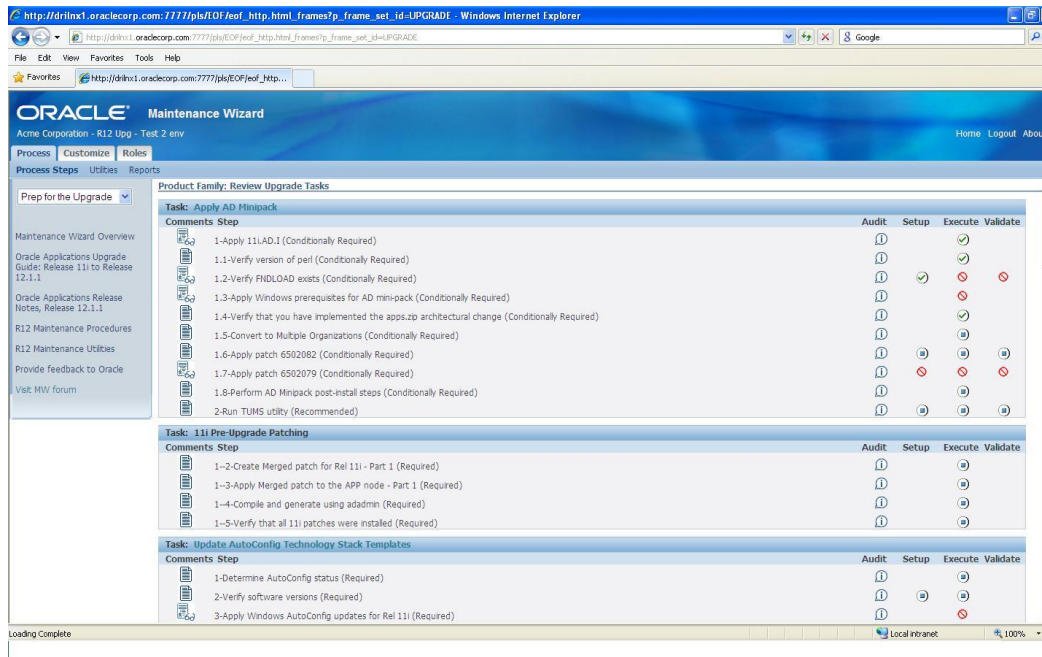 http://drilnx1.oraclecorp.com:7777/pls/EOF/eof_http.html_frames?p_frame_set_id=UPGRADE - Windows Internet Explorer
http://drilnx1.oraclecorp.com:7777/pls/EOF/eof_http.html_frames?p_frame_set_id=UPGRADE
Google
File Edit View Favorites Tools Help
Favorites http://drilnx1.oraclecorp.com:7777/pls/EOF/eof_http...
ORACLE Maintenance Wizard
Acme Corporation - R12 Upg - Test 2 env
Home Logout Abou
Process Customize Roles
Process Steps Utilities Reports
Prep for the Upgrade
Maintenance Wizard Overview
Oracle Applications Upgrade
Guide: Release 11i to Release
12.1.1
Oracle Applications Release
Notes, Release 12.1.1
R12 Maintenance Procedures
R12 Maintenance Utilities
Provide feedback to Oracle
Visit MW forum
Product Family: Review Upgrade Tasks
Task: Apply AD Minipack
Comments Step Audit Setup Execute Validate
1-Apply 11i.AD.I (Conditionally Required)
1.1-Verify version of perl (Conditionally Required)
1.2-Verify FNDLOAD exists (Conditionally Required)
1.3-Apply Windows prerequisites for AD mini-pack (Conditionally Required)
1.4-Verify that you have implemented the apps.zip architectural change (Conditionally Required)
1.5-Convert to Multiple Organizations (Conditionally Required)
1.6-Apply patch 6502082 (Conditionally Required)
1.7-Apply patch 6502079 (Conditionally Required)
1.8-Perform AD Minipack post-install steps (Conditionally Required)
2-Run TUMS utility (Recommended)
Task: 11i Pre-Upgrade Patching
Comments Step Audit Setup Execute Validate
1--2-Create Merged patch for Rel 11i - Part 1 (Required)
1--3-Apply Merged patch to the APP node - Part 1 (Required)
1--4-Compile and generate using adadmin (Required)
1--5-Verify that all 11i patches were installed (Required)
Task: Update AutoConfig Technology Stack Templates
Comments Step Audit Setup Execute Validate
1-Determine AutoConfig status (Required)
2-Verify software versions (Required)
3-Apply Windows AutoConfig updates for Rel 11i (Required)
Loading Complete
Local intranet
100%